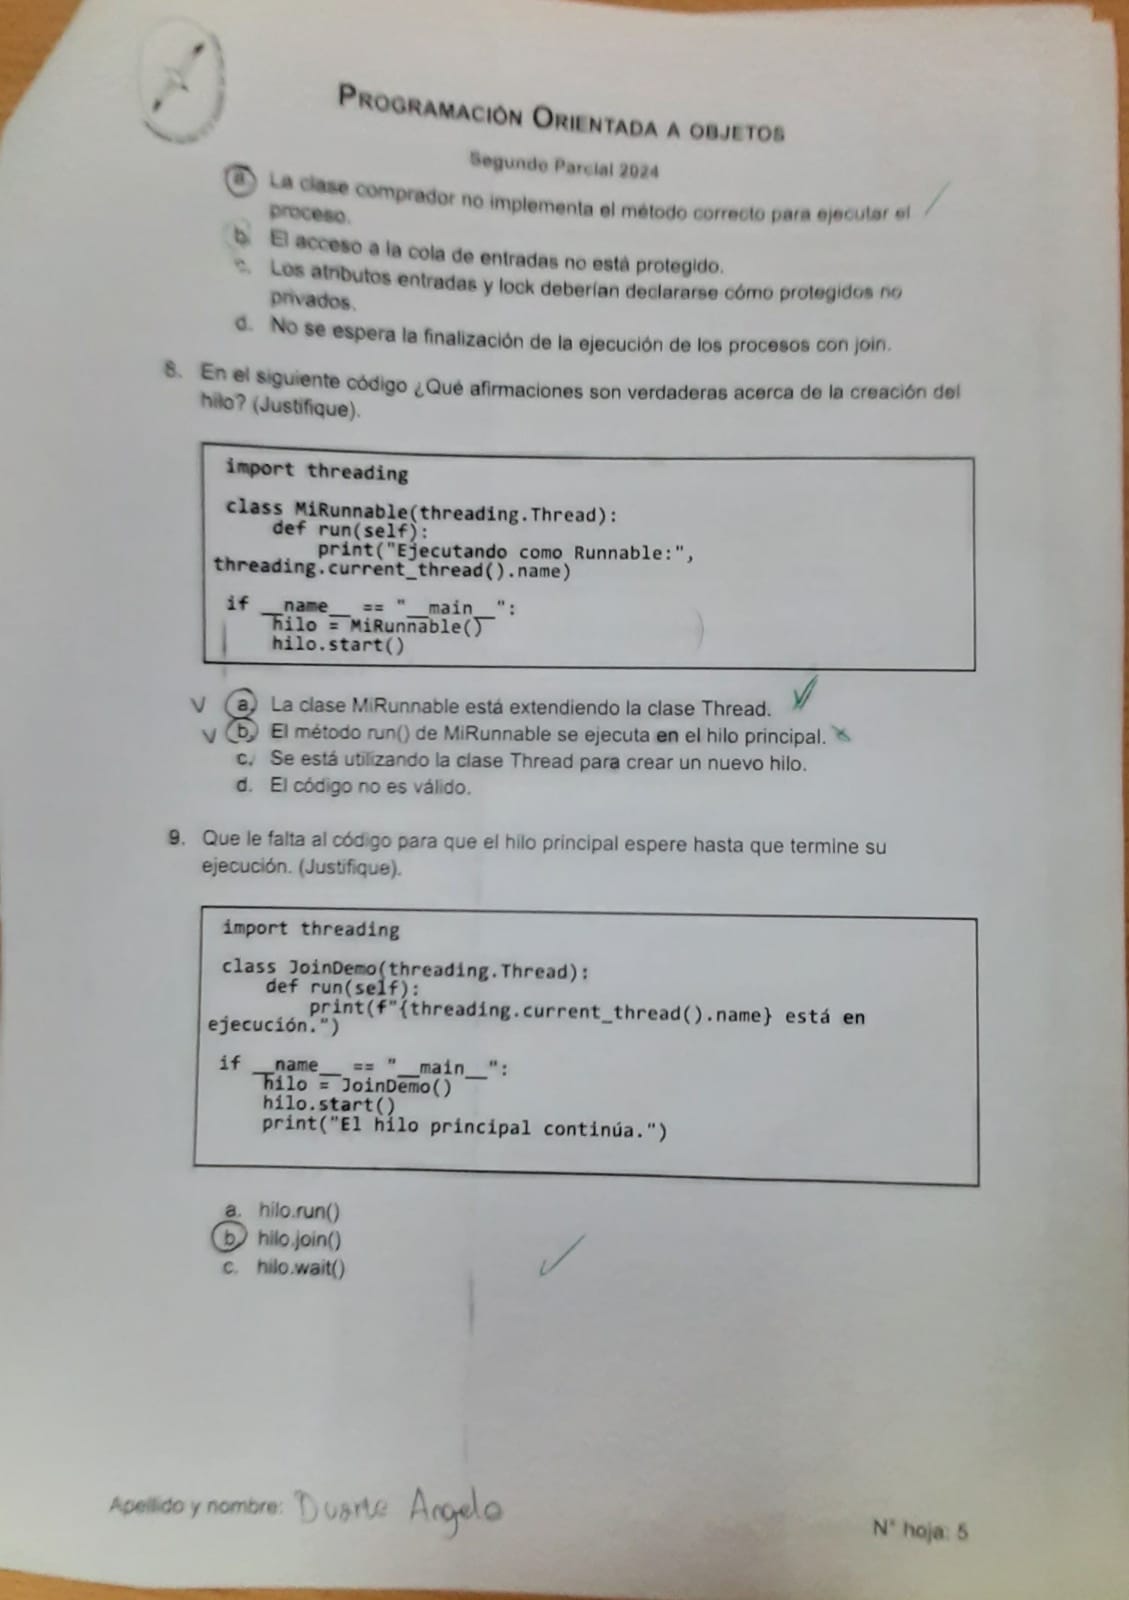 PROGRAMACIÓN ORIENTADA A OBJETOS
Segundo Parcial 2024
a. La clase comprador no implementa el método correcto para ejecutar el
proceso.
b. El acceso a la cola de entradas no está protegido.
c. Los atributos entradas y lock deberían declararse cómo protegidos no
privados.
d. No se espera la finalización de la ejecución de los procesos con join.
8. En el siguiente código ¿Qué afirmaciones son verdaderas acerca de la creación del
hilo? (Justifique).
import threading
class MiRunnable(threading.Thread):
def run(self):
print("Ejecutando como Runnable:",
threading.current_thread().name)
if __name__ == "__main__":
hilo = MiRunnable()
hilo.start()
V a. La clase MiRunnable está extendiendo la clase Thread.
V b. El método run() de MiRunnable se ejecuta en el hilo principal.
c. Se está utilizando la clase Thread para crear un nuevo hilo.
d. El código no es válido.
9. Que le falta al código para que el hilo principal espere hasta que termine su
ejecución. (Justifique).
import threading
class JoinDemo(threading.Thread):
def run(self):
print(f"{threading.current_thread().name} está en
ejecución.")
if __name__ == "__main__":
hilo = JoinDemo()
hilo.start()
print("El hilo principal continúa.")
a. hilo.run()
b. hilo.join()
c. hilo.wait()
Apellido y nombre: Duarte Angelo
N° hoja: 5